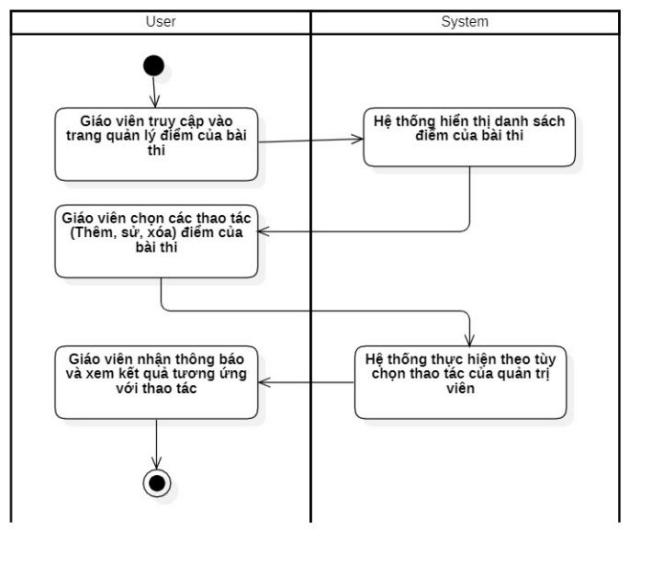 User
System
Giáo viên truy cập vào
trang quản lý điểm của bài
thi
Hệ thống hiển thị danh sách
điểm của bài thi
Giáo viên chọn các thao tác
(Thêm, sử, xóa) điểm của
bài thi
Giáo viên nhận thông báo
và xem kết quả tương ứng
với thao tác
Hệ thống thực hiện theo tùy
chọn thao tác của quản trị
viên